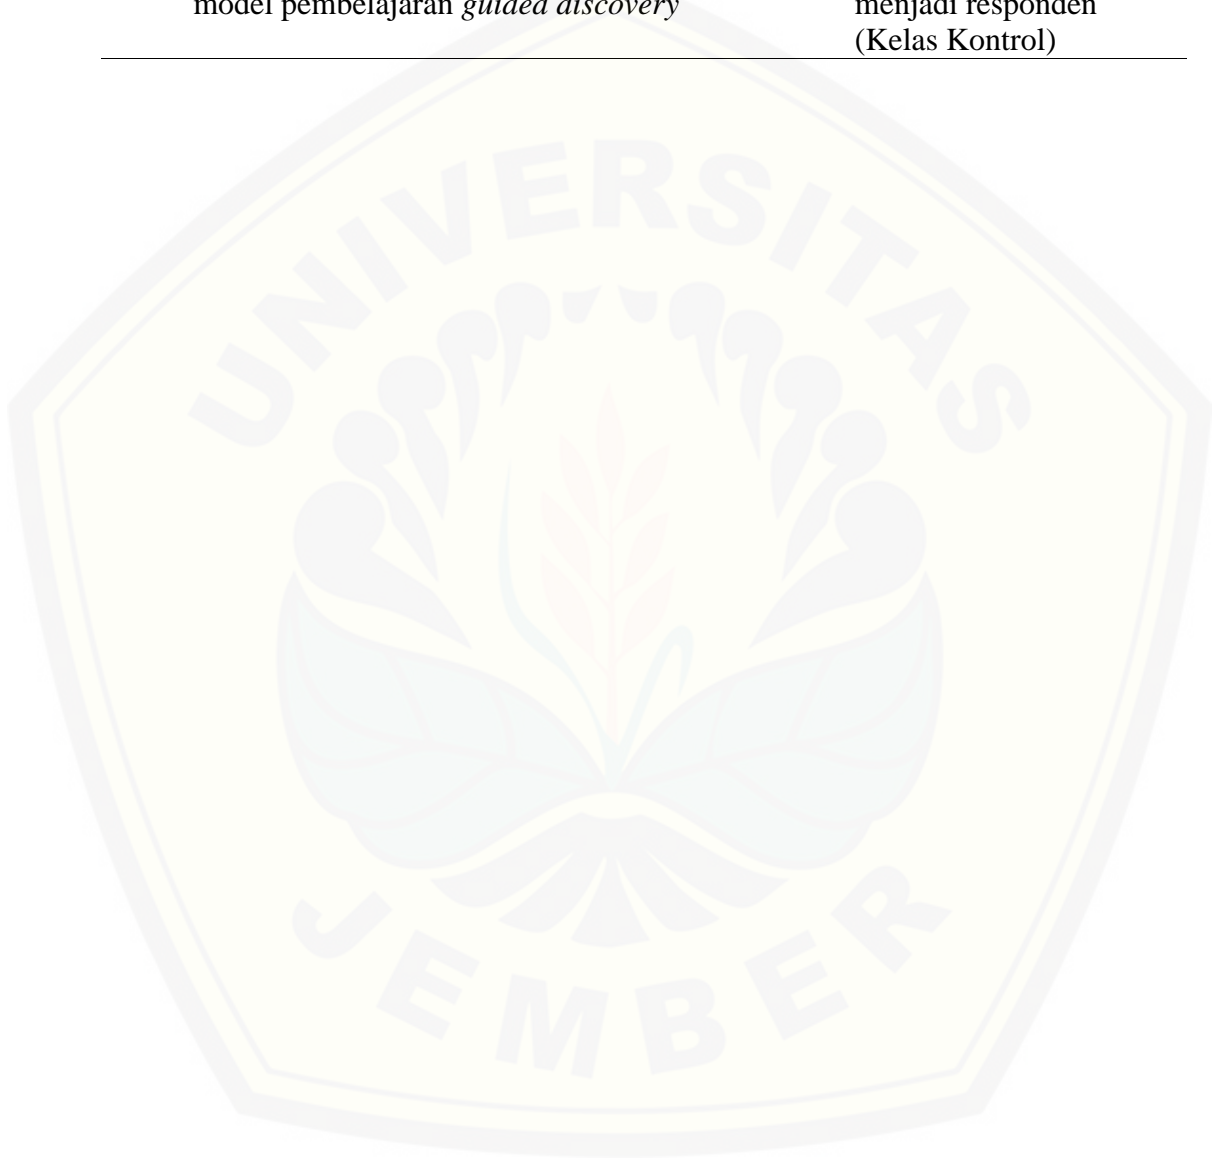 model pembelajaran guided discovery
menjadi responden
(Kelas Kontrol)
UNIVERSITAS
JEMBER